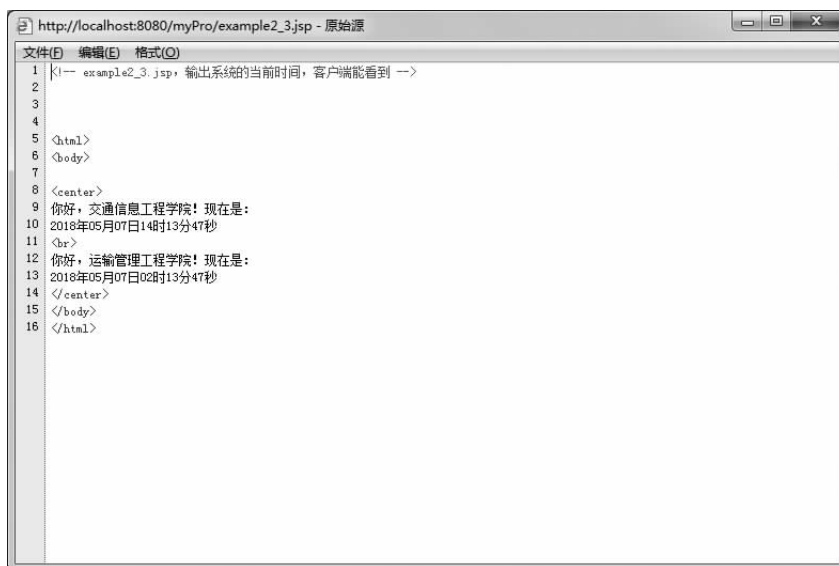 http://localhost:8080/myPro/example2_3.jsp - 原始源
文件(F) 编辑(E) 格式(O)
1 <!-- example2_3.jsp，输出系统的当前时间，客户端能看到 -->
2
3
4
5 <html>
6 <body>
7
8 <center>
9 你好，交通信息工程学院！现在是：
10 2018年05月07日14时13分47秒
11 <br>
12 你好，运输管理工程学院！现在是：
13 2018年05月07日02时13分47秒
14 </center>
15 </body>
16 </html>